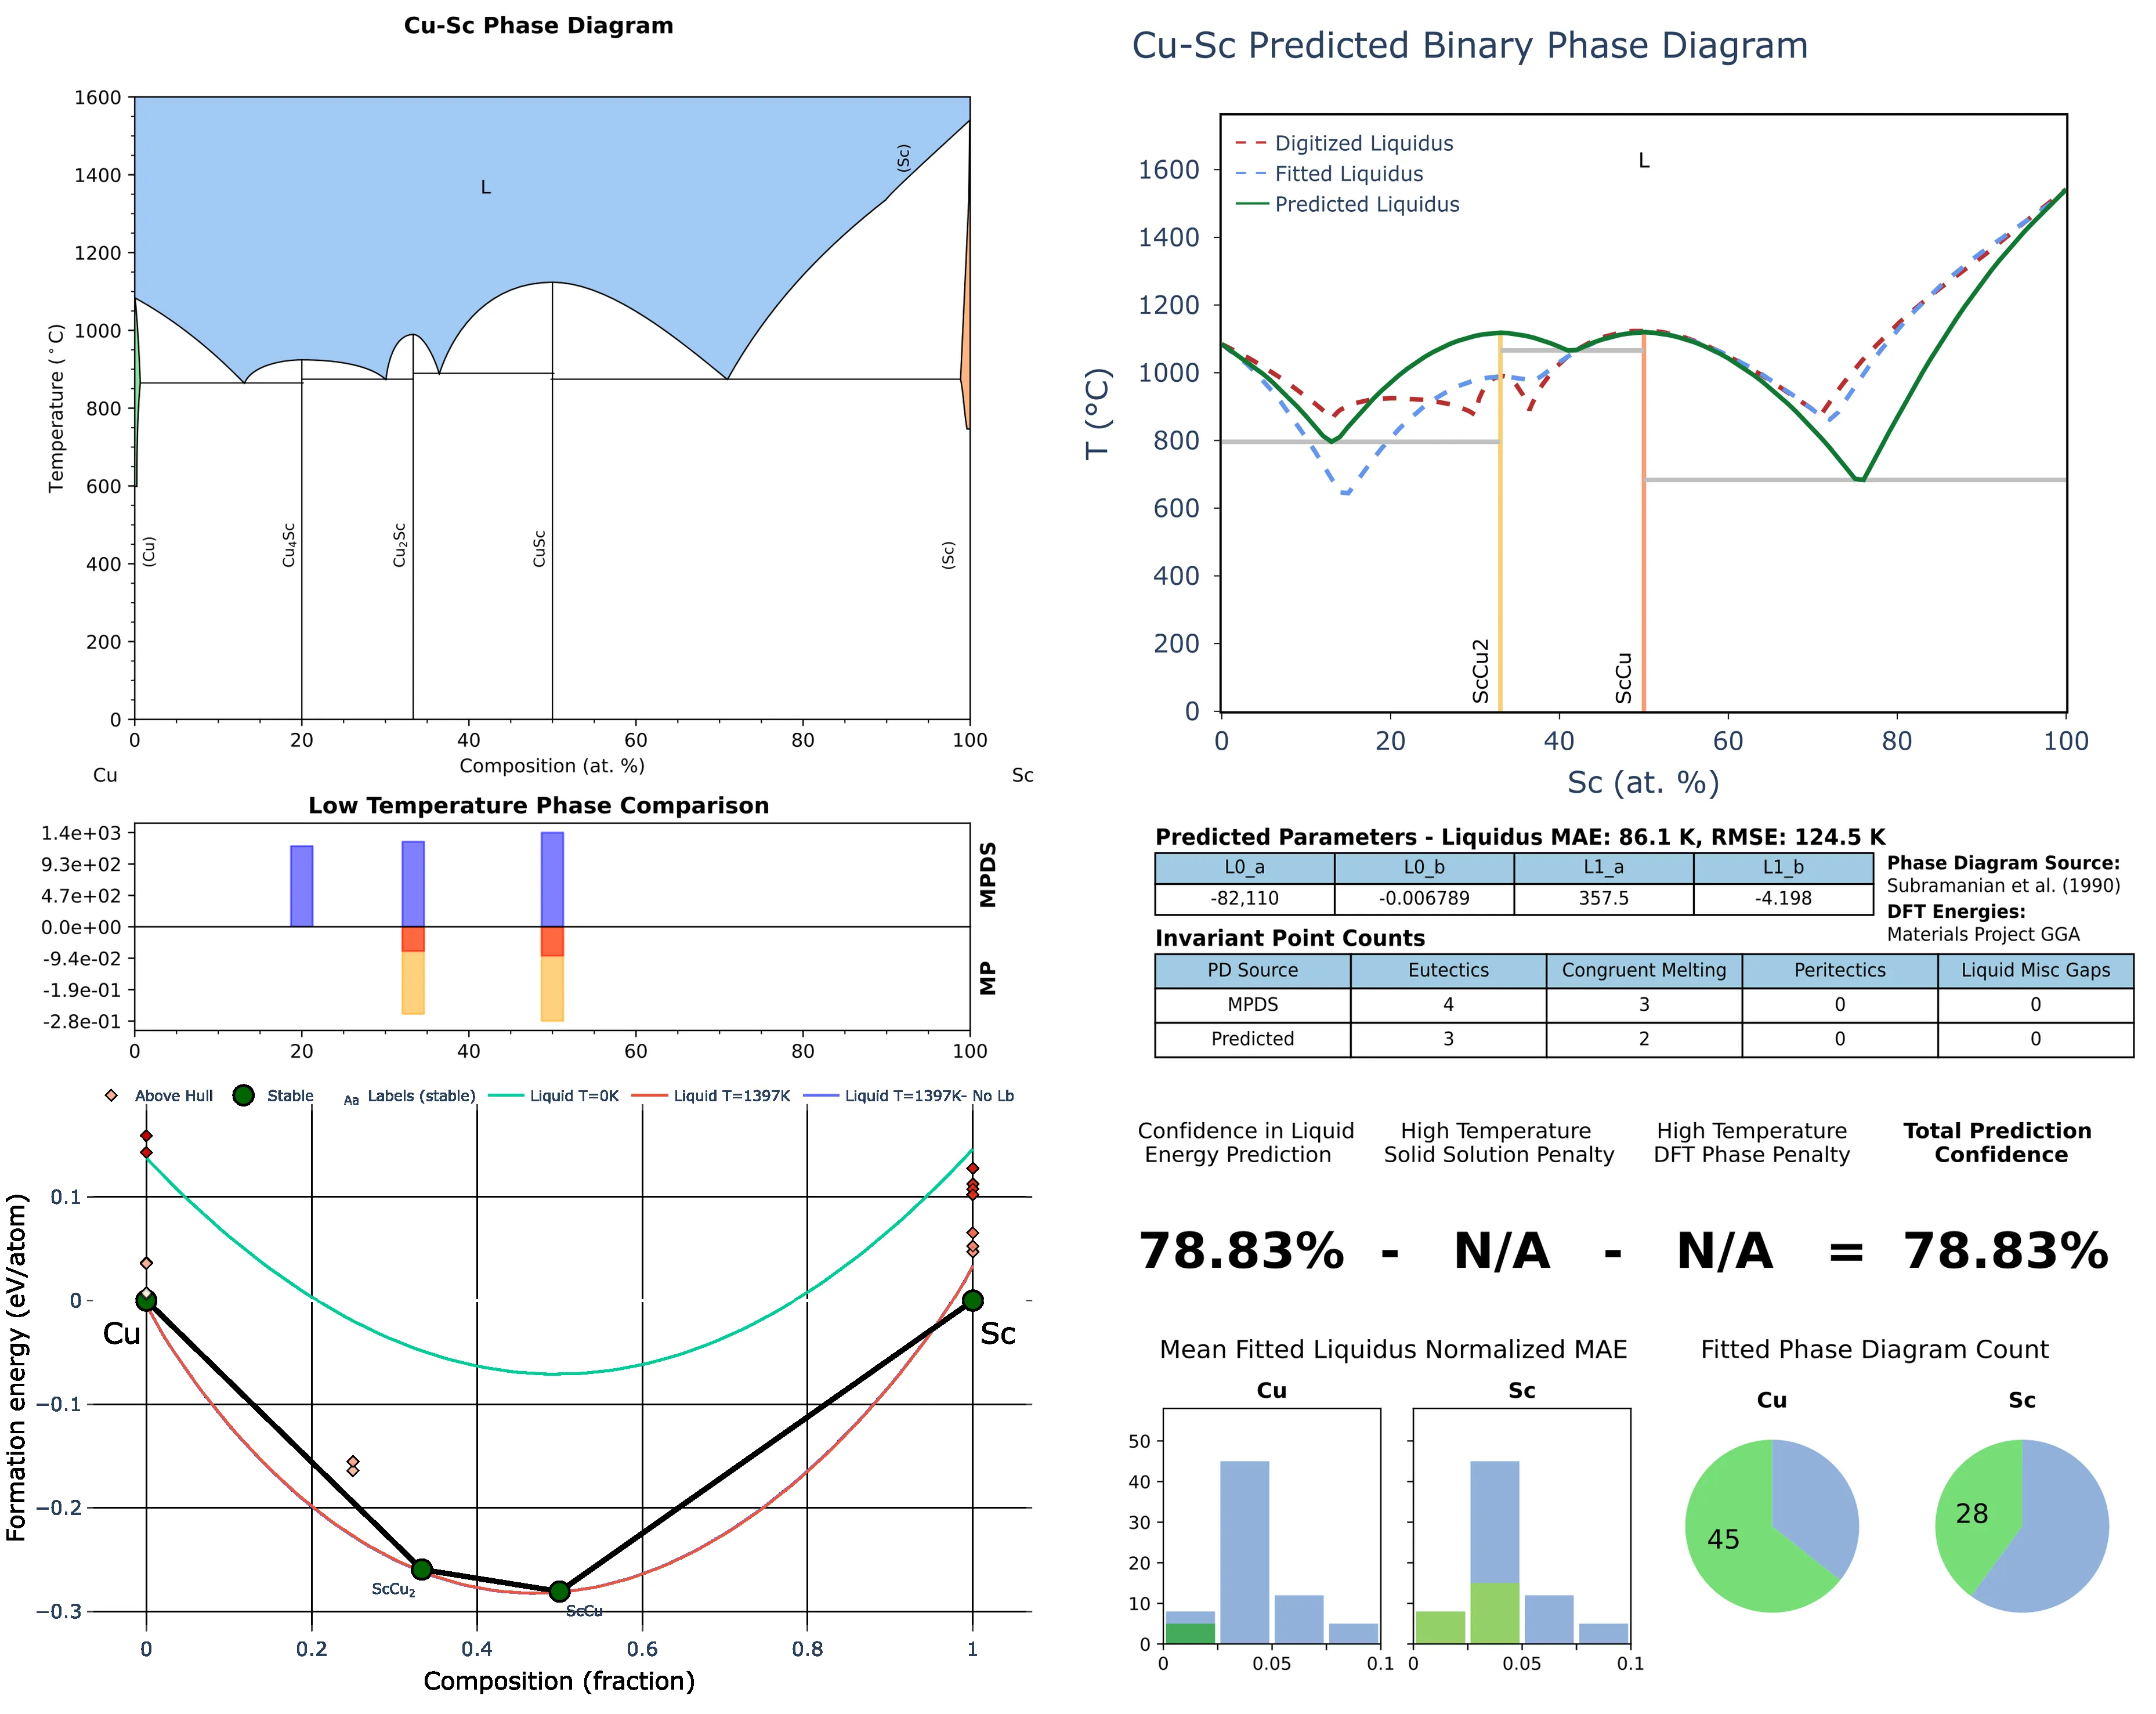 Cu-Sc Phase Diagram
1600
1400
1200
1000
800
600
400
200
0
Temperature (°C)
L
(Sc)
(Cu)
Cu4Sc
Cu2Sc
CuSc
(Sc)
0 20 40 60 80 100
Composition (at. %)
Cu
Sc
Low Temperature Phase Comparison
1.4e+03
9.3e+02
4.7e+02
0.0e+00
-9.4e-02
-1.9e-01
-2.8e-01
MPDS
MP
0 20 40 60 80 100
Above Hull Stable Aa Labels (stable) Liquid T=0K Liquid T=1397K Liquid T=1397K- No Lb
0.1
0
−0.1
−0.2
−0.3
Formation energy (eV/atom)
Cu
Sc
ScCu2
ScCu
0 0.2 0.4 0.6 0.8 1
Composition (fraction)
Cu-Sc Predicted Binary Phase Diagram
Digitized Liquidus
Fitted Liquidus
Predicted Liquidus
L
1600
1400
1200
1000
800
600
400
200
0
T (°C)
ScCu2
ScCu
0 20 40 60 80 100
Sc (at. %)
Predicted Parameters - Liquidus MAE: 86.1 K, RMSE: 124.5 K
L0_a L0_b L1_a L1_b
-82,110 -0.006789 357.5 -4.198
Phase Diagram Source:
Subramanian et al. (1990)
DFT Energies:
Materials Project GGA
Invariant Point Counts
PD Source Eutectics Congruent Melting Peritectics Liquid Misc Gaps
MPDS 4 3 0 0
Predicted 3 2 0 0
Confidence in Liquid
Energy Prediction
High Temperature
Solid Solution Penalty
High Temperature
DFT Phase Penalty
Total Prediction
Confidence
78.83% - N/A - N/A = 78.83%
Mean Fitted Liquidus Normalized MAE
Cu
Sc
50
40
30
20
10
0
0 0.05 0.1
0 0.05 0.1
Fitted Phase Diagram Count
Cu
Sc
45
28